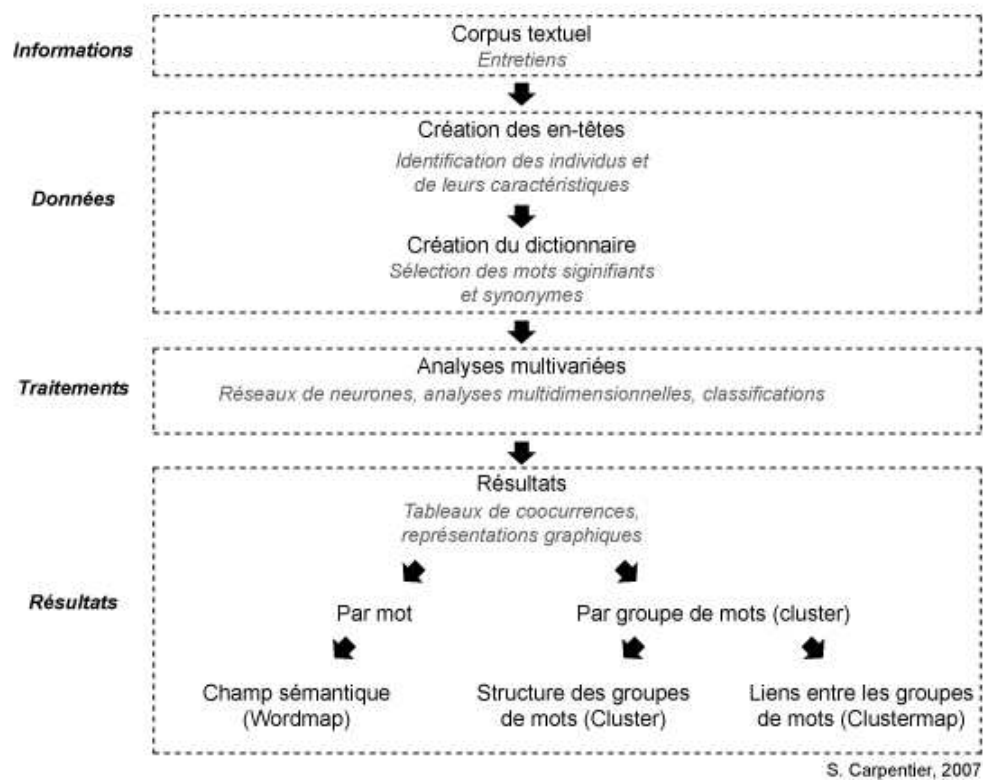 Informations
Corpus textuel
Entretiens
Données
Création des en-têtes
Identification des individus et
de leurs caractéristiques
Création du dictionnaire
Sélection des mots siginifiants
et synonymes
Traitements
Analyses multivariées
Réseaux de neurones, analyses multidimensionnelles, classifications
Résultats
Résultats
Tableaux de coocurrences,
représentations graphiques
Par mot
Par groupe de mots (cluster)
Champ sémantique
(Wordmap)
Structure des groupes
de mots (Cluster)
Liens entre les groupes
de mots (Clustermap)
S. Carpentier, 2007